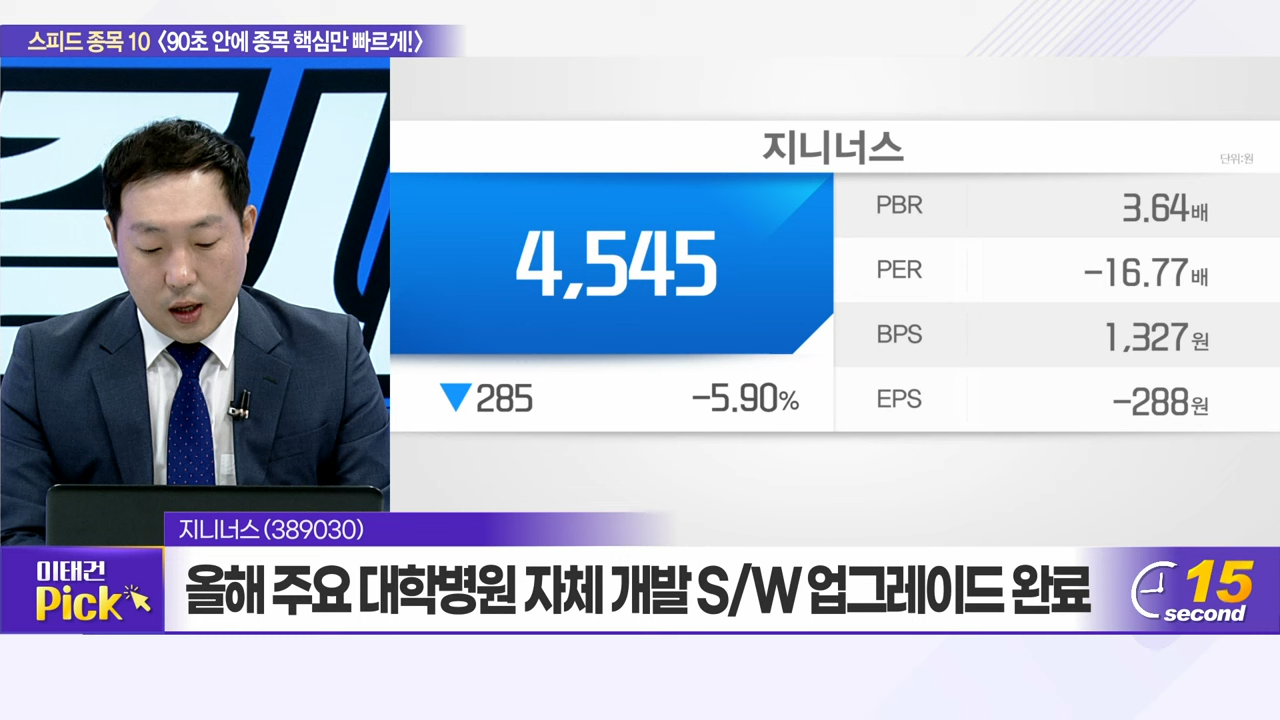 스피드 종목 10 <90초 안에 종목 핵심만 빠르게!>
지니너스
단위:원
4,545
▼285 -5.90%
PBR 3.64배
PER -16.77배
BPS 1,327원
EPS -288원
지니너스(389030)
이태건
Pick
올해 주요 대학병원 자체 개발 S/W 업그레이드 완료
15
second